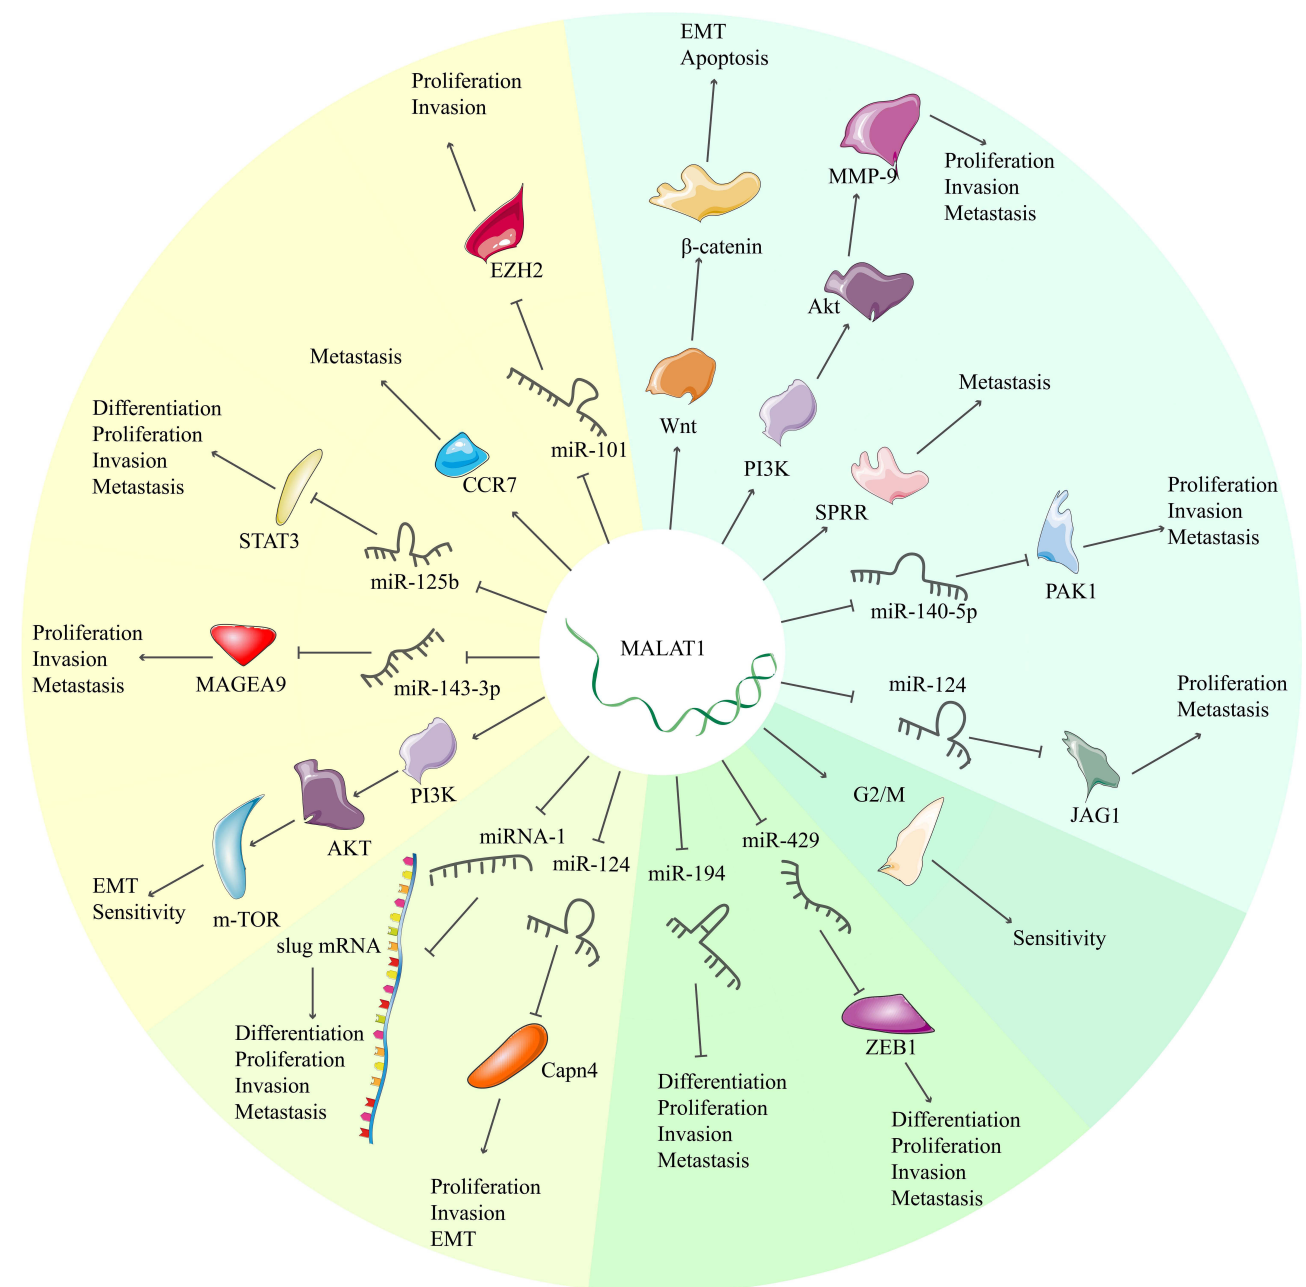 EMT
Apoptosis
β-catenin
Wnt
MMP-9
Proliferation
Invasion
Metastasis
Akt
PI3K
Metastasis
SPRR
Proliferation
Invasion
Metastasis
PAK1
miR-140-5p
miR-124
Proliferation
Metastasis
JAG1
G2/M
Sensitivity
miR-429
ZEB1
Differentiation
Proliferation
Invasion
Metastasis
miR-194
Differentiation
Proliferation
Invasion
Metastasis
miR-124
Capn4
Proliferation
Invasion
EMT
miRNA-1
slug mRNA
Differentiation
Proliferation
Invasion
Metastasis
PI3K
AKT
m-TOR
EMT
Sensitivity
miR-143-3p
MAGEA9
Proliferation
Invasion
Metastasis
miR-125b
STAT3
Differentiation
Proliferation
Invasion
Metastasis
CCR7
Metastasis
miR-101
EZH2
Proliferation
Invasion
MALAT1